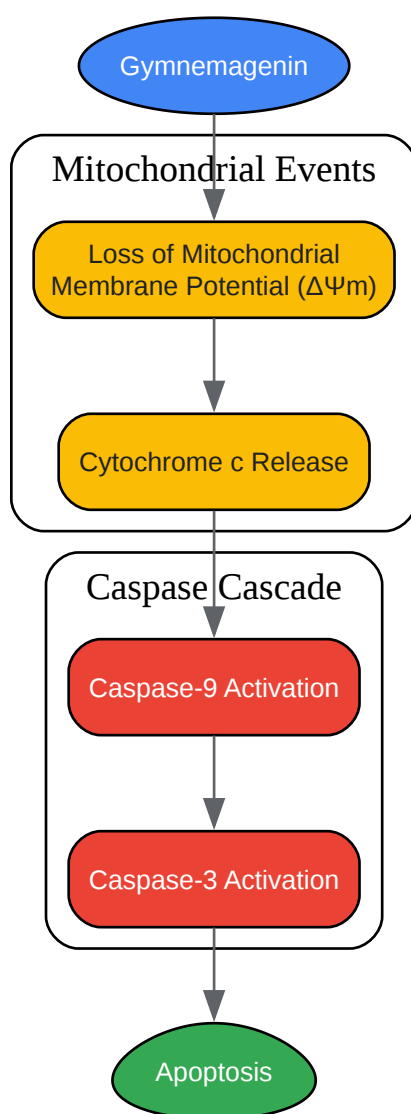 Gymnemagenin
Mitochondrial Events
Loss of Mitochondrial
Membrane Potential (ΔΨm)
Cytochrome c Release
Caspase Cascade
Caspase-9 Activation
Caspase-3 Activation
Apoptosis